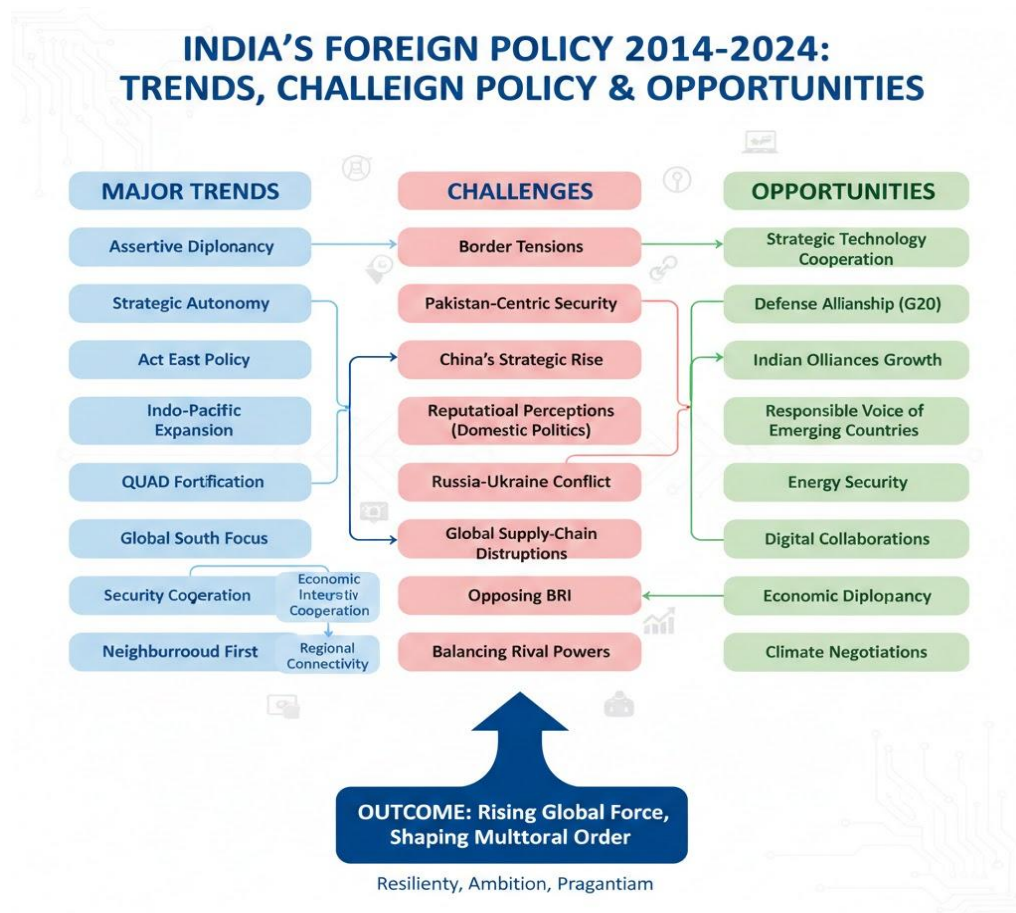 INDIA'S FOREIGN POLICY 2014-2024:
TRENDS, CHALLEIGN POLICY & OPPORTUNITIES
MAJOR TRENDS
Assertive Diplonancy
Strategic Autonomy
Act East Policy
Indo-Pacific
Expansion
QUAD Fortification
Global South Focus
Security Cogeration
Economic
Interstiv
Cooperation
Neighburrooud First
Regional
Connectivity
CHALLENGES
Border Tensions
Pakistan-Centric Security
China's Strategic Rise
Reputatioal Perceptions
(Domestic Politics)
Russia-Ukraine Conflict
Global Supply-Chain
Distruptions
Opposing BRI
Balancing Rival Powers
OPPORTUNITIES
Strategic Technology
Cooperation
Defense Allianship (G20)
Indian Olliances Growth
Responsible Voice of
Emerging Countries
Energy Security
Digital Collaborations
Economic Diplopancy
Climate Negotiations
OUTCOME: Rising Global Force,
Shaping Multtoral Order
Resilienty, Ambition, Pragantiam